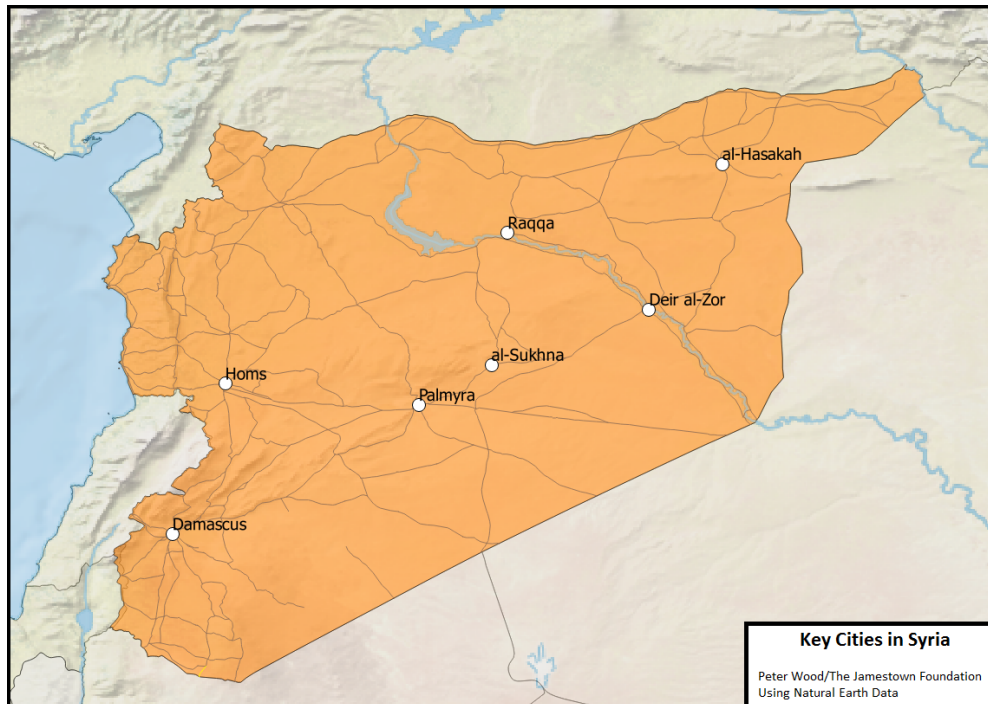 al-Hasakah
Raqqa
Deir al-Zor
al-Sukhna
Homs
Palmyra
Damascus
Key Cities in Syria
Peter Wood/The Jamestown Foundation
Using Natural Earth Data